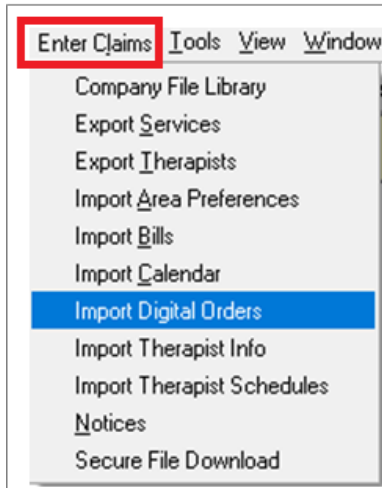 Enter Claims Tools View Window
Company File Library
Export Services
Export Therapists
Import Area Preferences
Import Bills
Import Calendar
Import Digital Orders
Import Therapist Info
Import Therapist Schedules
Notices
Secure File Download